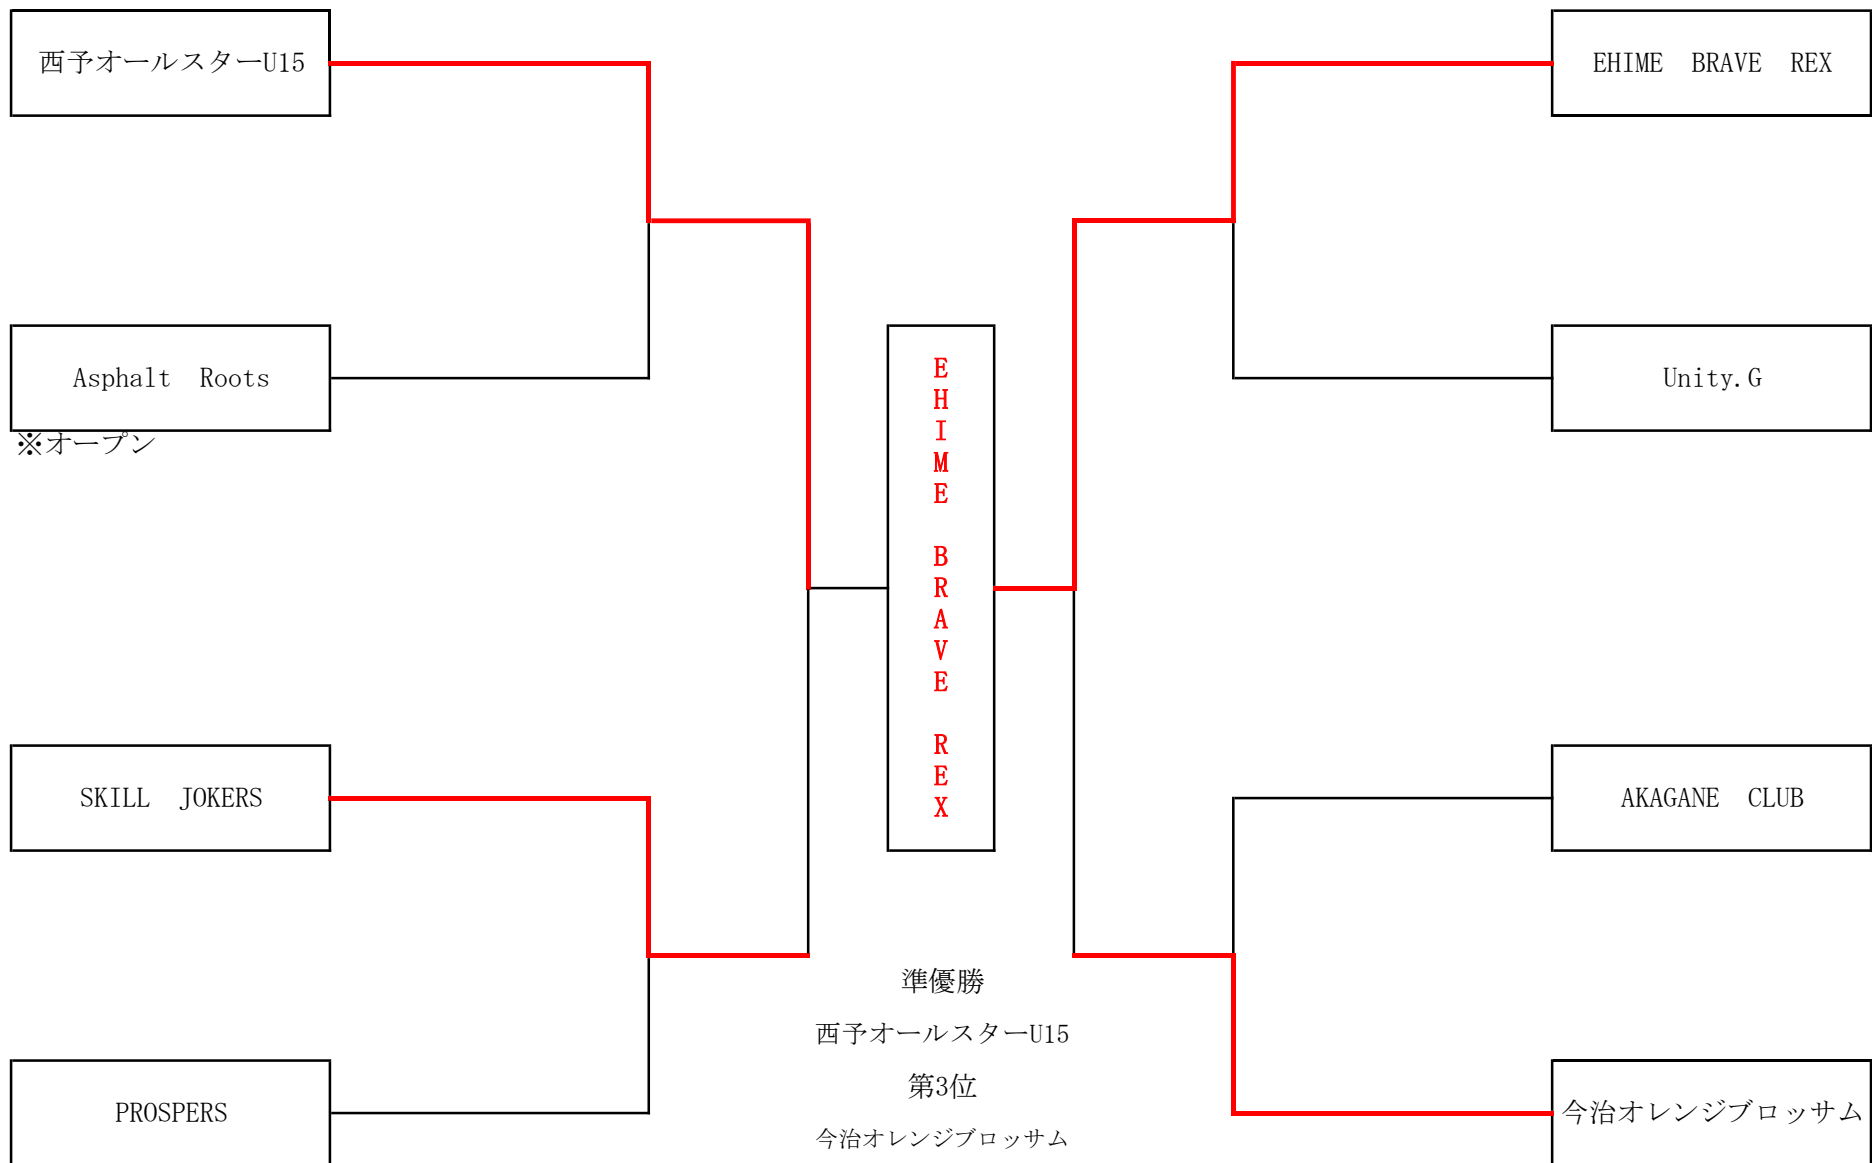 西予オールスターU15
EHIME BRAVE REX
Asphalt Roots
Unity.G
※オープン
EHIME BRAVE REX
SKILL JOKERS
AKAGANE CLUB
準優勝
西予オールスターU15
第3位
今治オレンジブロッサム
PROSPERS
今治オレンジブロッサム